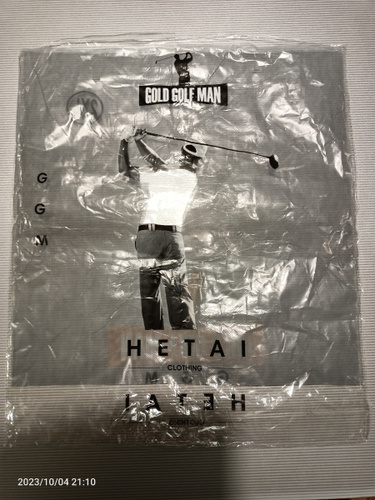 GOLD GOLF MAN
G
G
M
HETAI
CLOTHING
HETAI
2023/10/04 21:10